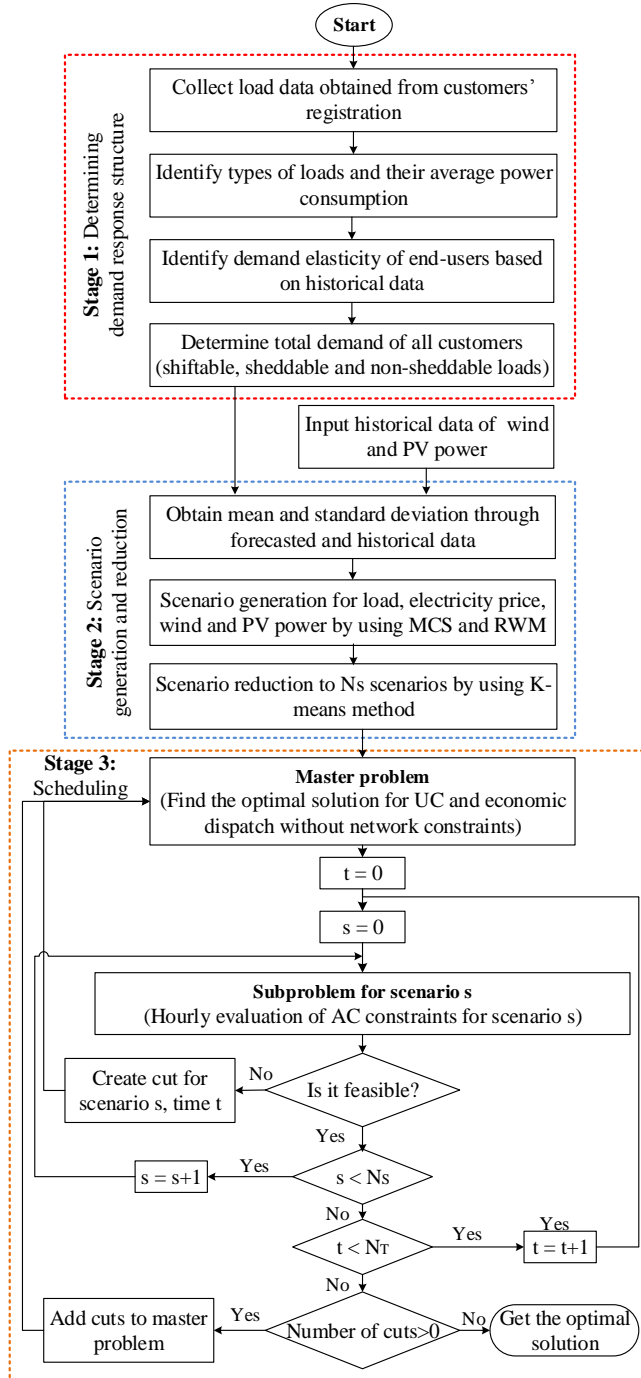 Start
Stage 1: Determining
demand response structure
Collect load data obtained from customers’
registration
Identify types of loads and their average power
consumption
Identify demand elasticity of end-users based
on historical data
Determine total demand of all customers
(shiftable, sheddable and non-sheddable loads)
Input historical data of wind
and PV power
Stage 2: Scenario
generation and reduction
Obtain mean and standard deviation through
forecasted and historical data
Scenario generation for load, electricity price,
wind and PV power by using MCS and RWM
Scenario reduction to Ns scenarios by using K-
means method
Stage 3:
Scheduling
Master problem
(Find the optimal solution for UC and economic
dispatch without network constraints)
t = 0
s = 0
Subproblem for scenario s
(Hourly evaluation of AC constraints for scenario s)
Is it feasible?
No
Create cut for
scenario s, time t
Yes
s < NS
Yes
s = s+1
No
t < NT
Yes
Yes
t = t+1
No
Number of cuts>0
Yes
Add cuts to master
problem
No
Get the optimal
solution